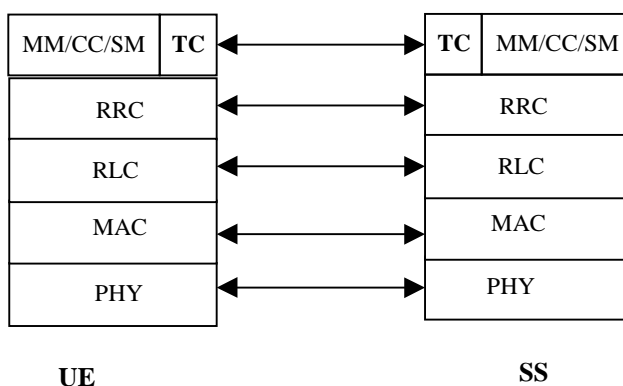 MM/CC/SM TC TC MM/CC/SM
RRC RRC
RLC RLC
MAC MAC
PHY PHY
UE SS